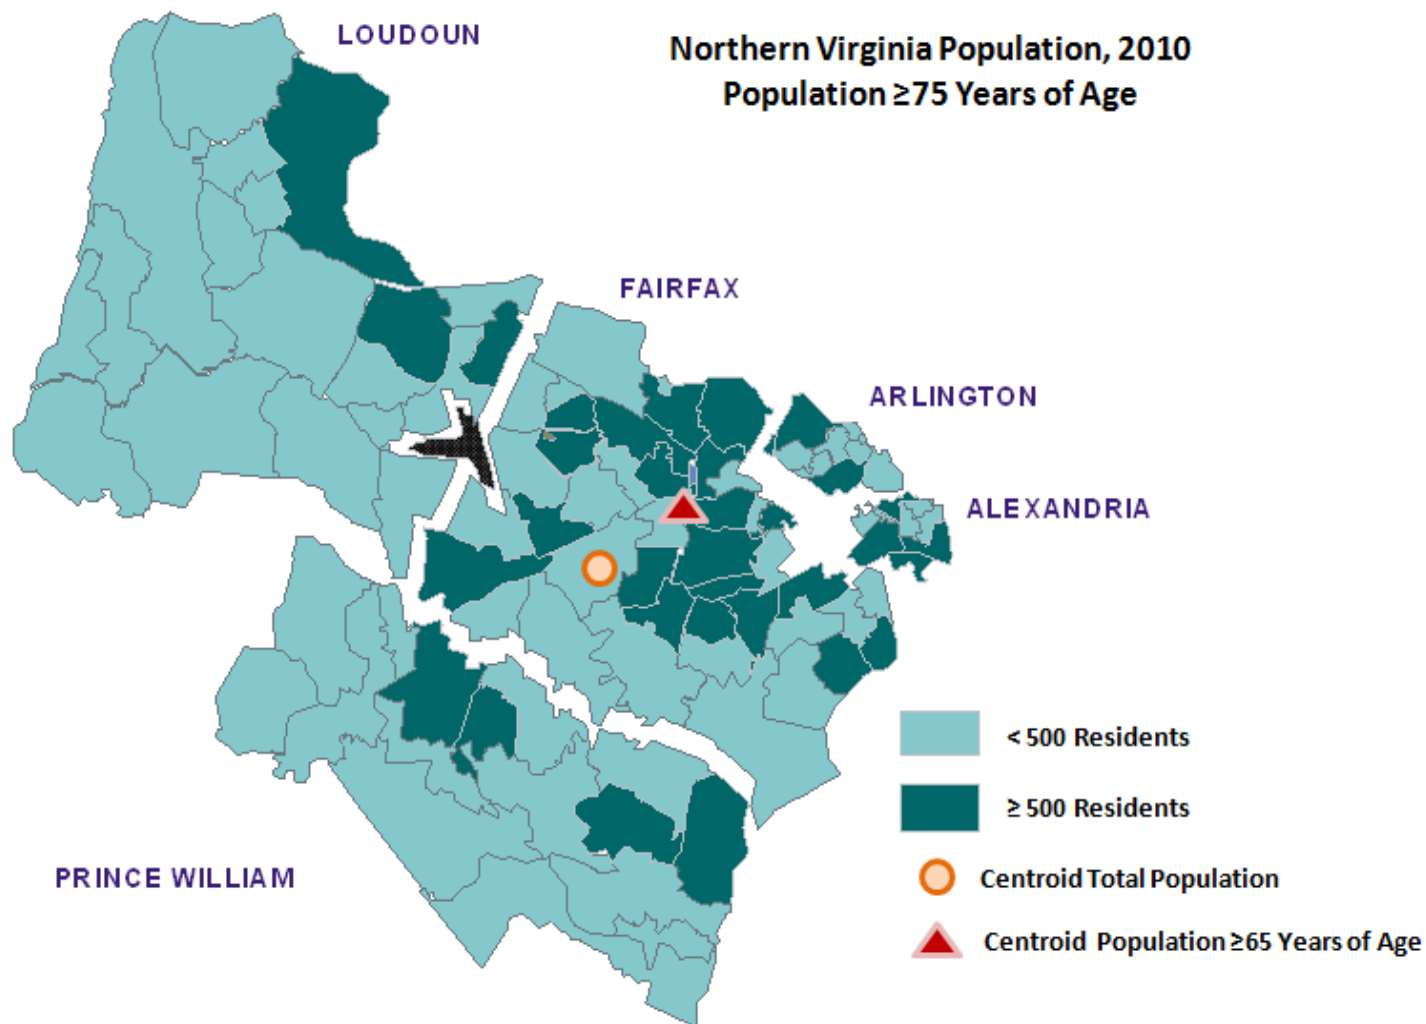 LOUDOUN
Northern Virginia Population, 2010
Population ≥75 Years of Age
FAIRFAX
ARLINGTON
ALEXANDRIA
< 500 Residents
≥ 500 Residents
PRINCE WILLIAM
Centroid Total Population
Centroid Population ≥65 Years of Age